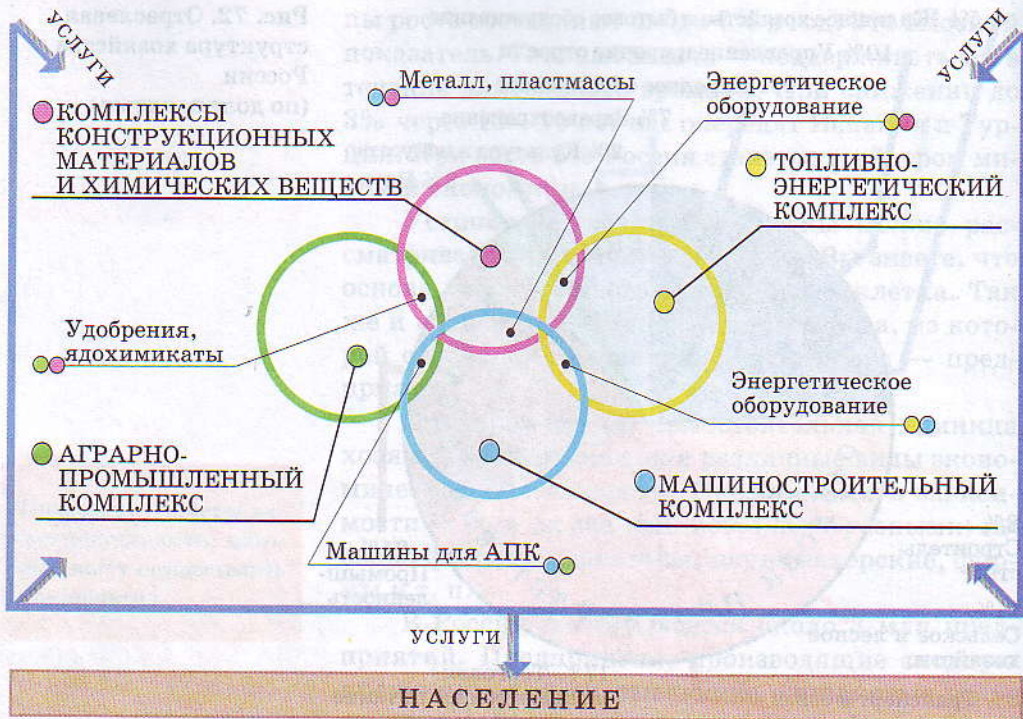 УСЛУГИ
УСЛУГИ
Металл, пластмассы
Энергетическое
оборудование
КОМПЛЕКСЫ
КОНСТРУКЦИОННЫХ
МАТЕРИАЛОВ
И ХИМИЧЕСКИХ ВЕЩЕСТВ
ТОПЛИВНО-
ЭНЕРГЕТИЧЕСКИЙ
КОМПЛЕКС
Удобрения,
ядохимикаты
Энергетическое
оборудование
АГРАРНО-
ПРОМЫШЛЕННЫЙ
КОМПЛЕКС
МАШИНОСТРОИТЕЛЬНЫЙ
КОМПЛЕКС
Машины для АПК
УСЛУГИ
НАСЕЛЕНИЕ